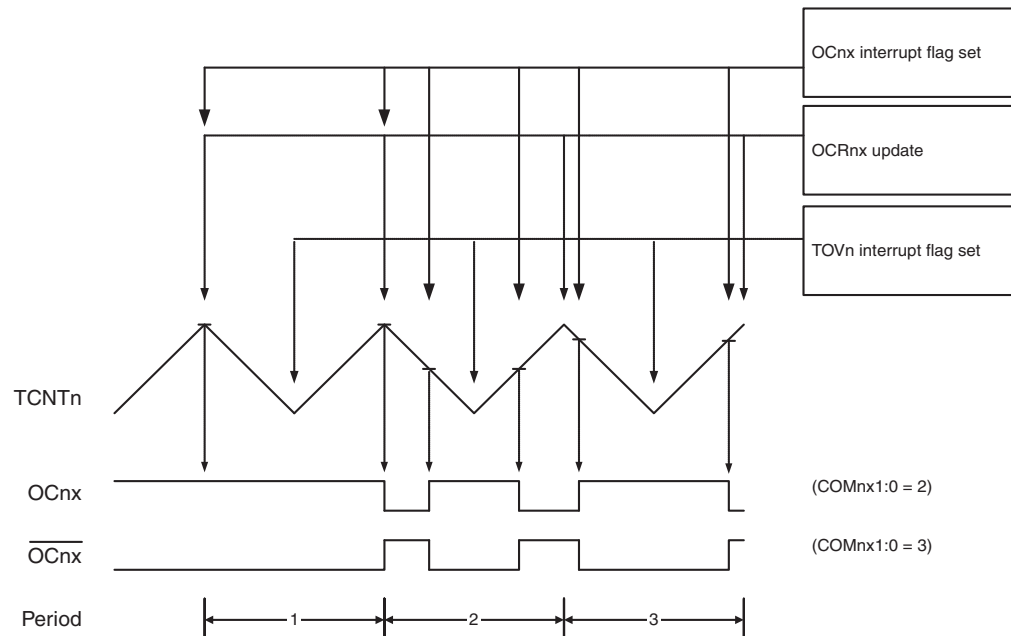 OCnx interrupt flag set
OCRnx update
TOVn interrupt flag set
TCNTn
OCnx
(COMnx1:0 = 2)
OCnx
(COMnx1:0 = 3)
Period
1
2
3